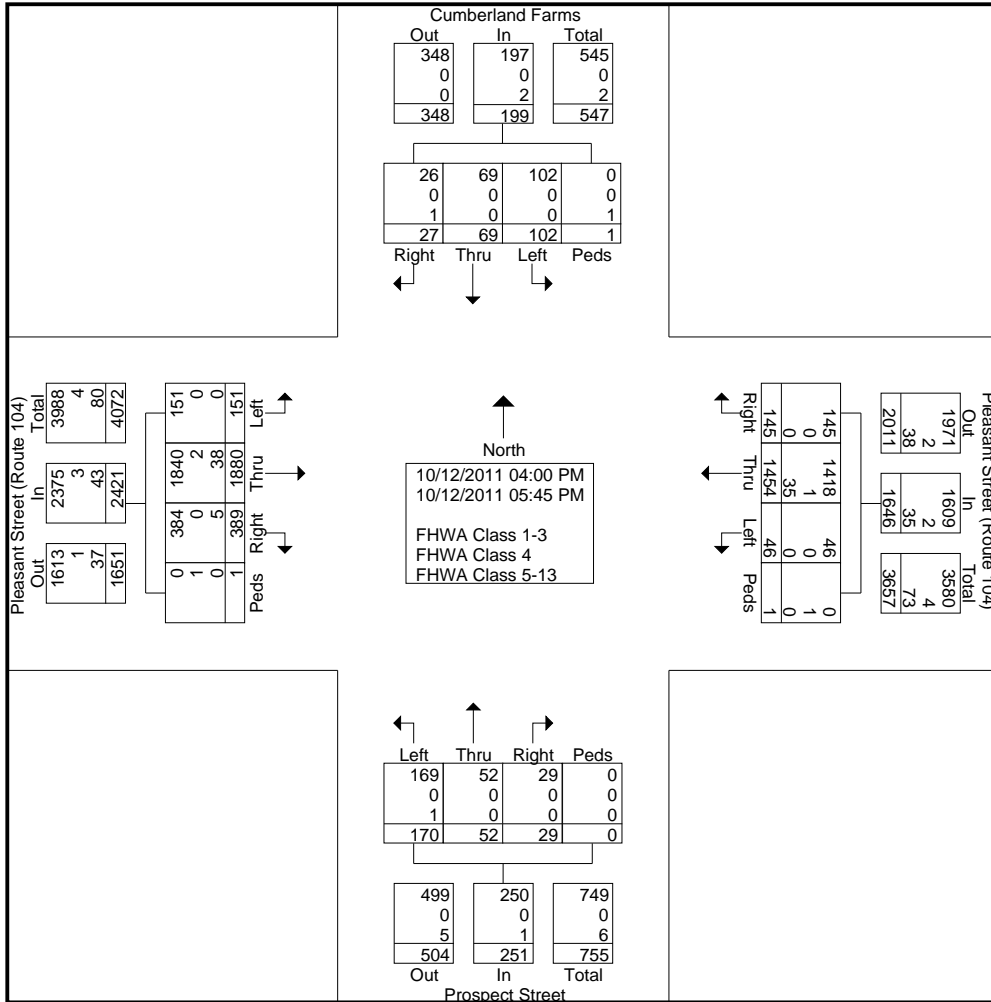 Cumberland Farms
Out In Total
348 197 545
0 0 0
0 2 2
348 199 547
26 69 102 0
0 0 0 0
1 0 0 1
27 69 102 1
Right Thru Left Peds
Pleasant Street (Route 104)
Total
3988 4 80 4072
In
2375 3 43 2421
Out
1613 1 37 1651
151 0 0 151
Left
1840 2 38 1880
Thru
384 0 5 389
Right
0 1 0 1
Peds
North
10/12/2011 04:00 PM
10/12/2011 05:45 PM
FHWA Class 1-3
FHWA Class 4
FHWA Class 5-13
Right
145 0 0 145
Thru
1418 1 35 1454
Left
46 0 0 46
Peds
0 1 0 1
Pleasant Street (Route 104)
Out
1971 2 38 2011
In
1609 2 35 1646
Total
3580 4 73 3657
Left Thru Right Peds
169 52 29 0
0 0 0 0
1 0 0 0
170 52 29 0
499 250 749
0 0 0
5 1 6
504 251 755
Out In Total
Prospect Street